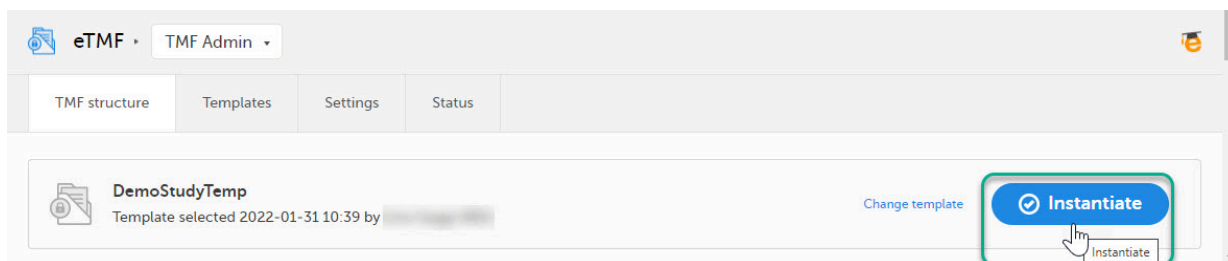 eTMF
TMF Admin
TMF structure
Templates
Settings
Status
DemoStudyTemp
Template selected 2022-01-31 10:39 by
Change template
Instantiate
Instantiate